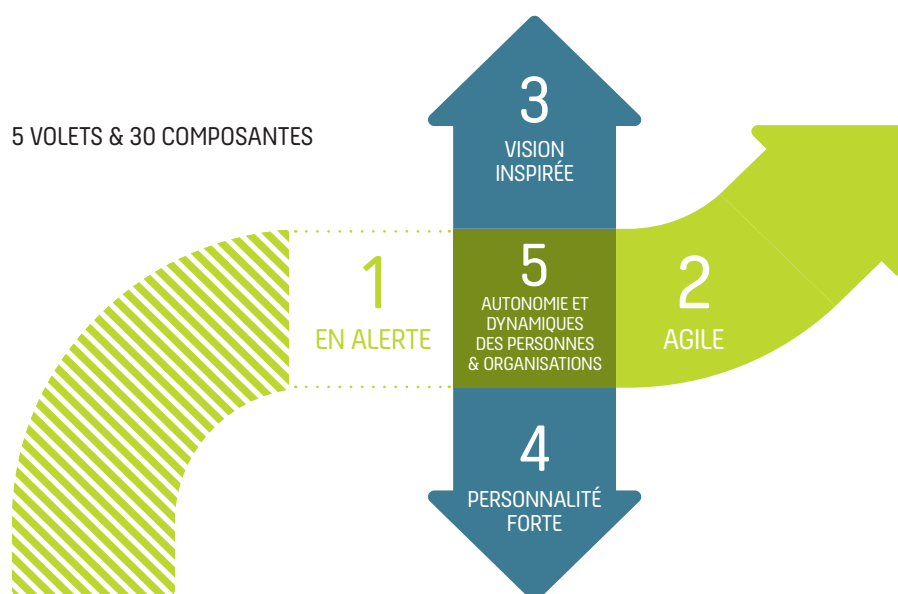 5 VOLETS & 30 COMPOSANTES
3
VISION
INSPIRÉE
1
EN ALERTE
5
AUTONOMIE ET
DYNAMIQUES
DES PERSONNES
& ORGANISATIONS
2
AGILE
4
PERSONNALITÉ
FORTE